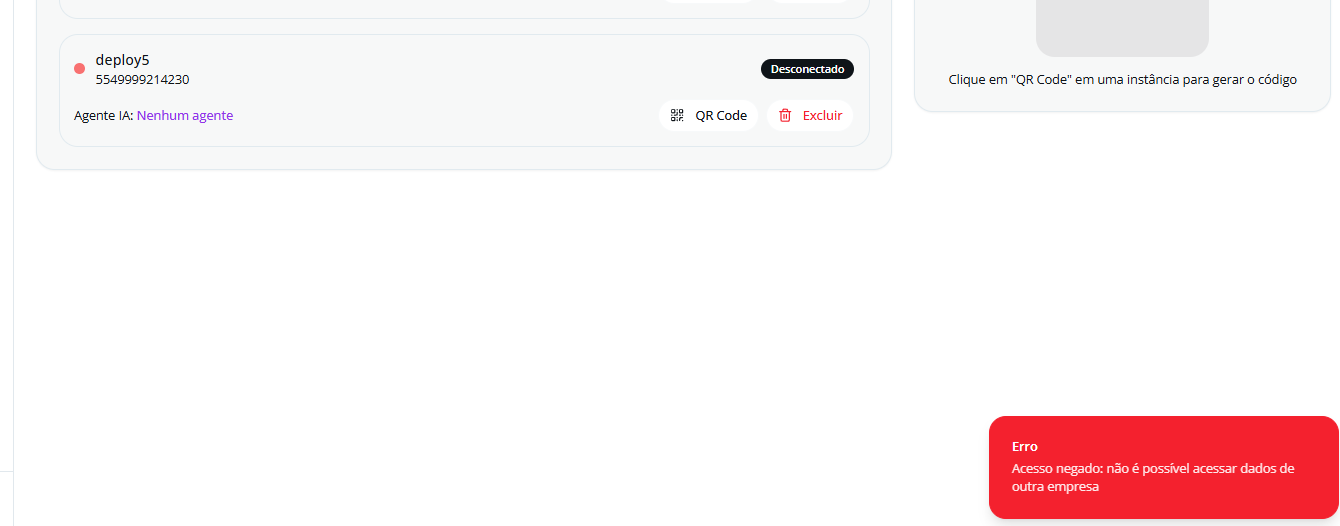 deploy5
5549999214230
Desconectado
Agente IA: Nenhum agente
QR Code
Excluir
Clique em "QR Code" em uma instância para gerar o código
Erro
Acesso negado: não é possível acessar dados de
outra empresa